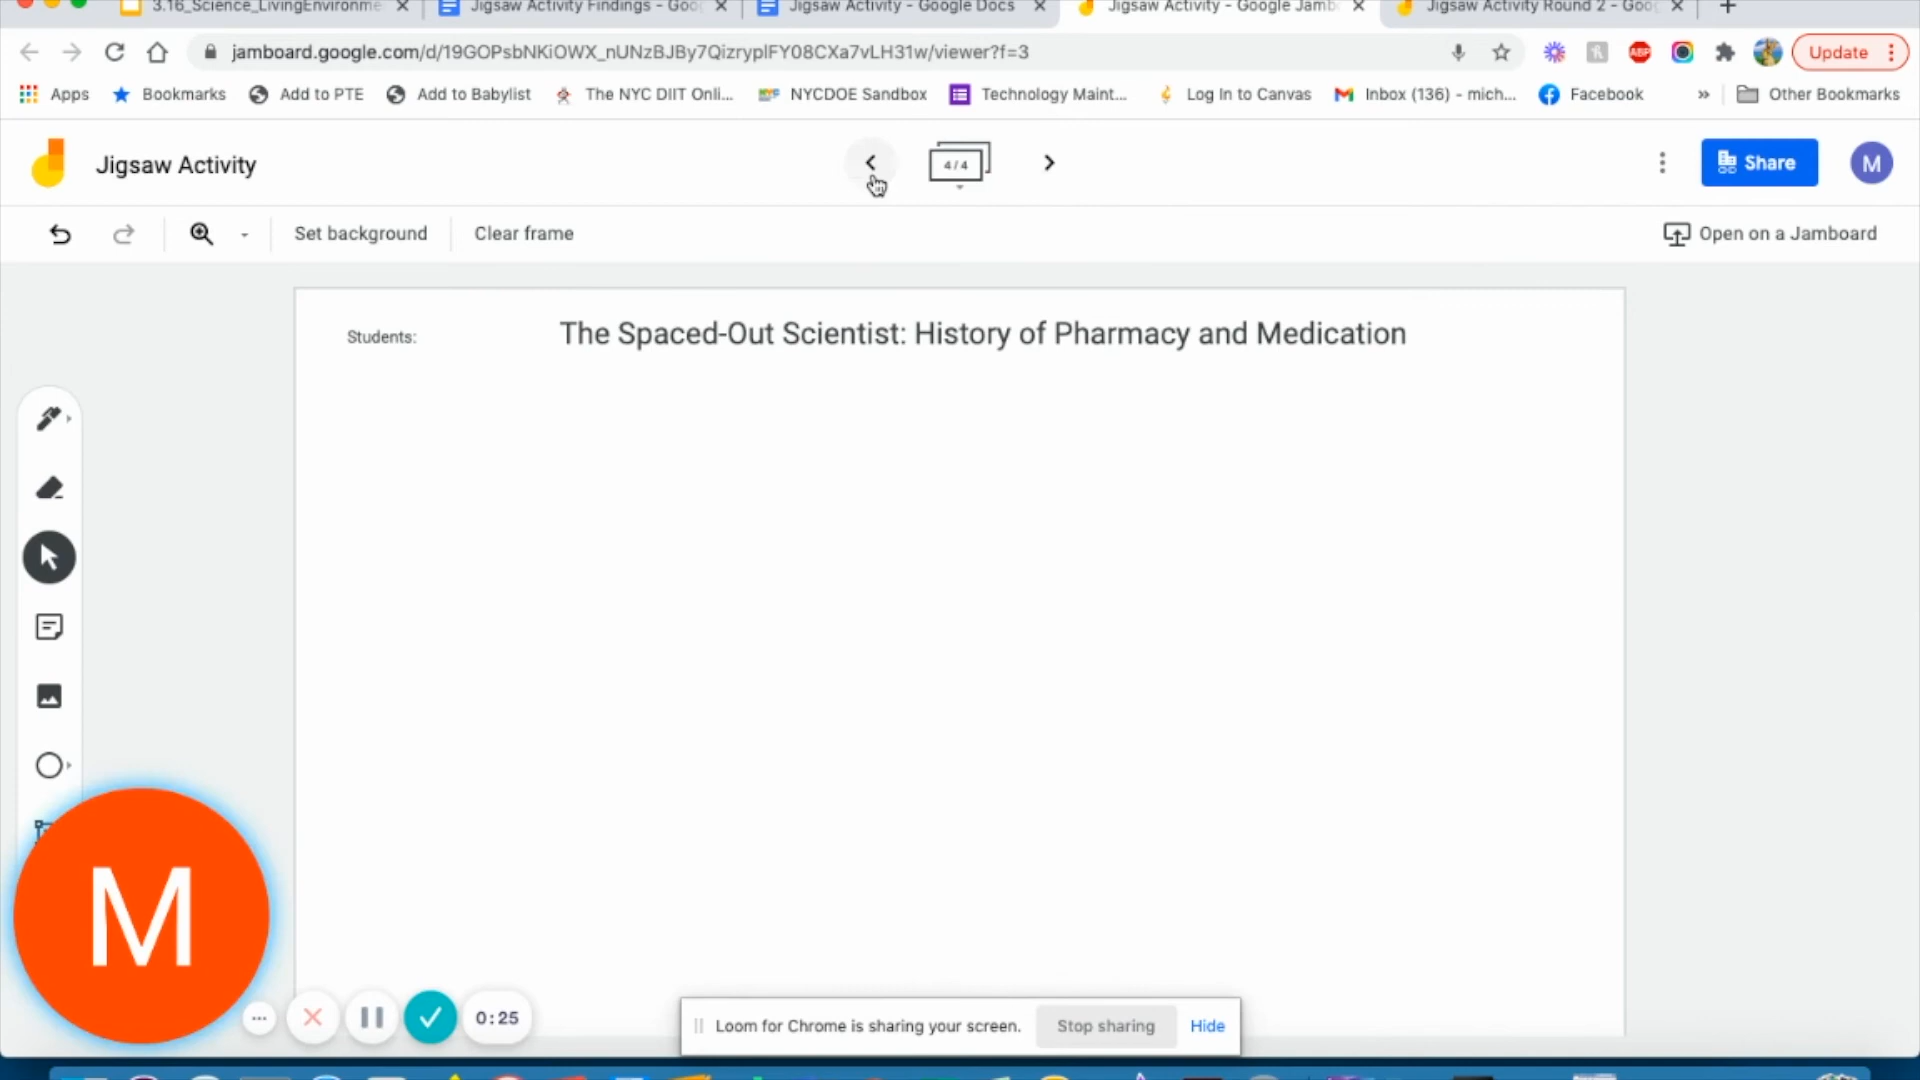 3.16_Science_LivingEnvironme
Jigsaw Activity Findings - Goo
Jigsaw Activity - Google Docs
Jigsaw Activity - Google Jamb
Jigsaw Activity Round 2 - Goo
jamboard.google.com/d/19GOPsbNKiOWX_nUNzBJBy7QizryplFY08CXa7vLH31w/viewer?f=3
ABP
Update
Apps
Bookmarks
Add to PTE
Add to Babylist
The NYC DIIT Onli...
NYCDOE Sandbox
Technology Maint...
Log In to Canvas
Inbox (136) - mich...
Facebook
»
Other Bookmarks
Jigsaw Activity
4/4
Share
M
Set background
Clear frame
Open on a Jamboard
Students:
The Spaced-Out Scientist: History of Pharmacy and Medication
M
0:25
Loom for Chrome is sharing your screen.
Stop sharing
Hide